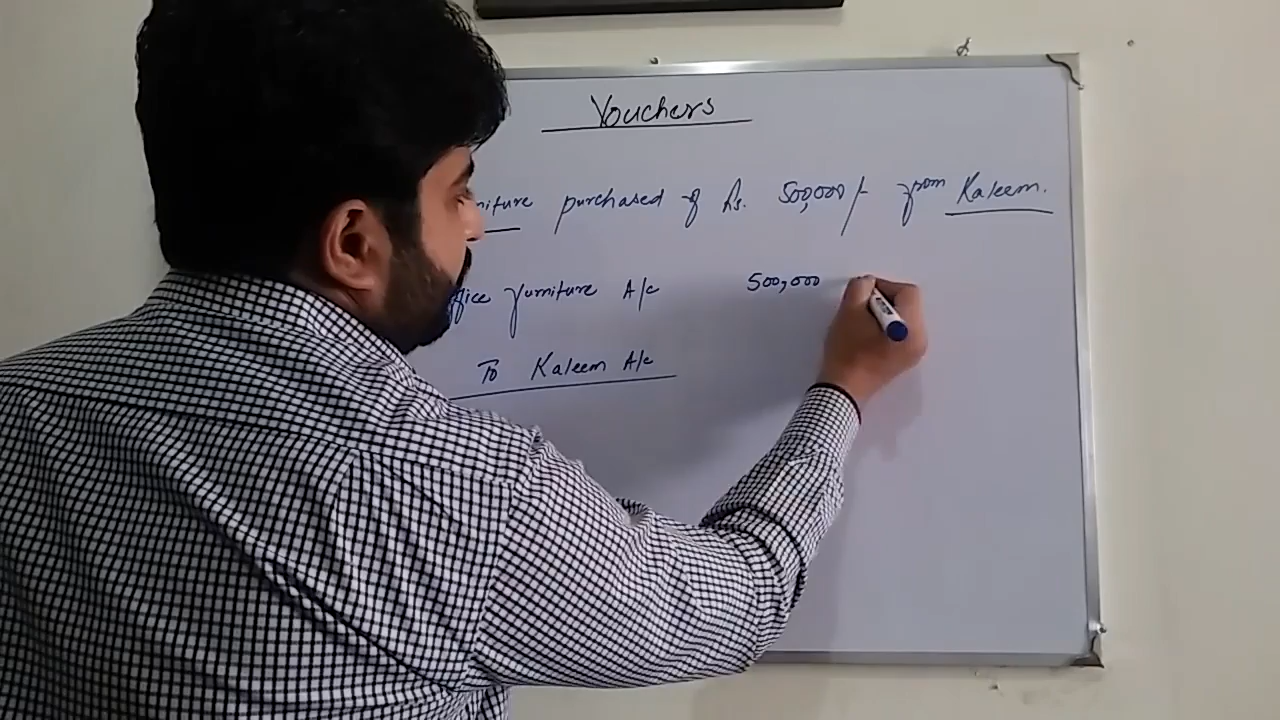 Vouchers
niture purchased of Rs. 500,000/- from Kaleem.
ffice furniture A/c 500,000
To Kaleem A/c